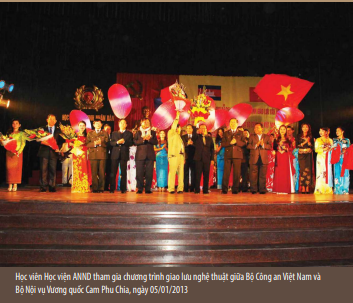 Học viên Học viện ANND tham gia chương trình giao lưu nghệ thuật giữa Bộ Công an Việt Nam và
Bộ Nội vụ Vương quốc Cam Phu Chia, ngày 05/01/2013